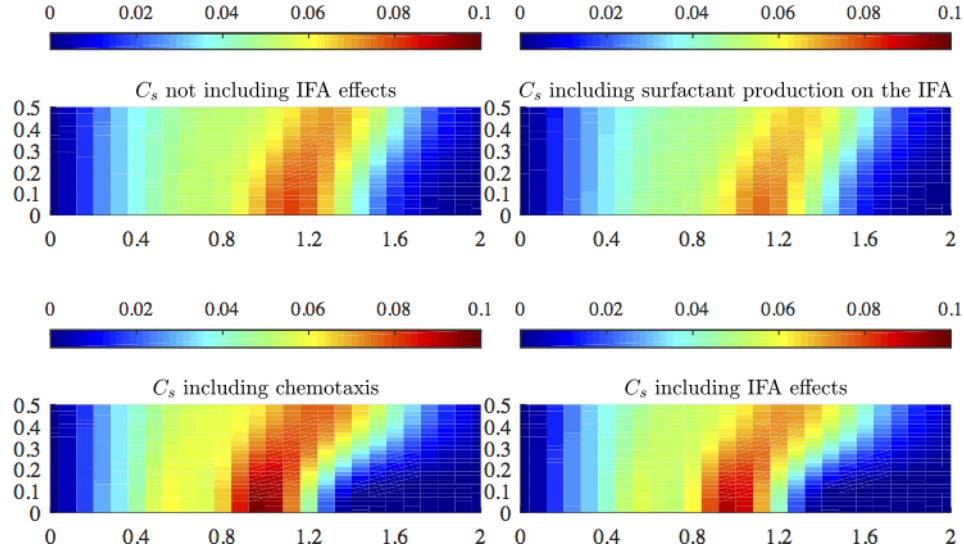 0 0.02 0.04 0.06 0.08 0.1
0 0.02 0.04 0.06 0.08 0.1
C_s not including IFA effects
C_s including surfactant production on the IFA
0.5
0.4
0.3
0.2
0.1
0
0 0.4 0.8 1.2 1.6 2
0.5
0.4
0.3
0.2
0.1
0
0 0.4 0.8 1.2 1.6 2
0 0.02 0.04 0.06 0.08 0.1
0 0.02 0.04 0.06 0.08 0.1
C_s including chemotaxis
C_s including IFA effects
0.5
0.4
0.3
0.2
0.1
0
0 0.4 0.8 1.2 1.6 2
0.5
0.4
0.3
0.2
0.1
0
0 0.4 0.8 1.2 1.6 2